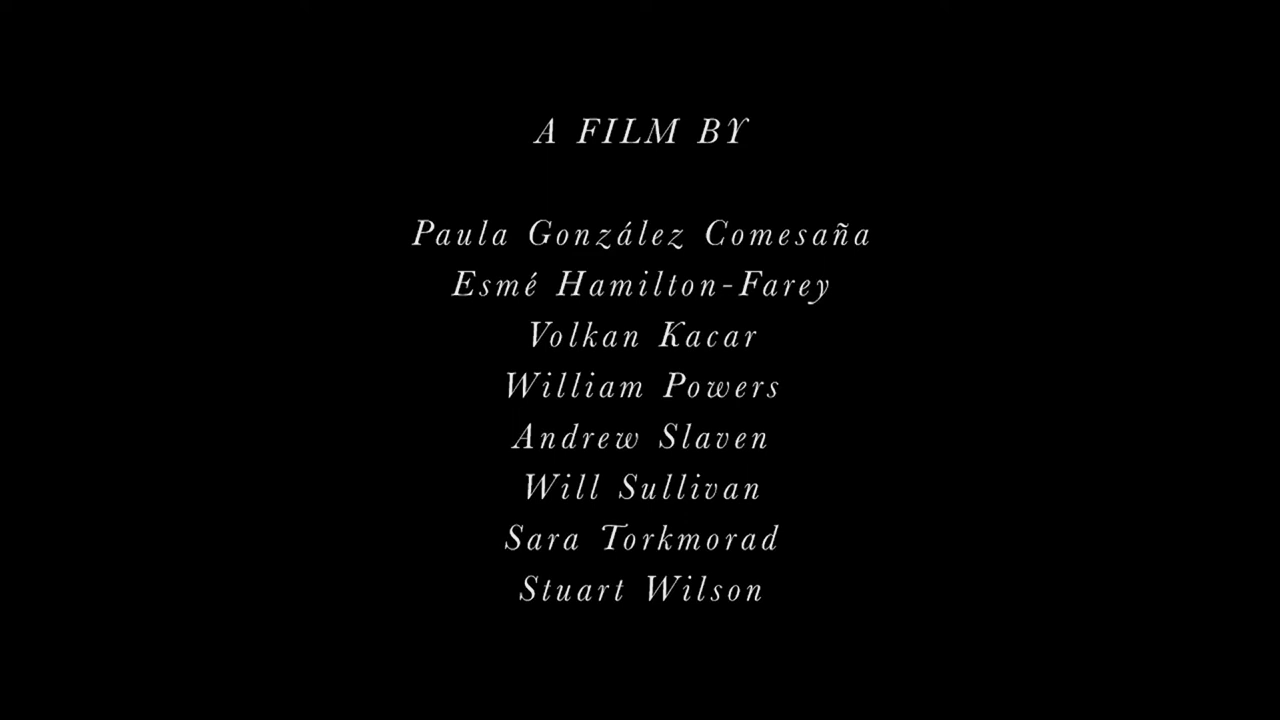 A FILM BY
Paula González Comesaña
Esmé Hamilton-Farey
Volkan Kacar
William Powers
Andrew Slaven
Will Sullivan
Sara Torkmorad
Stuart Wilson